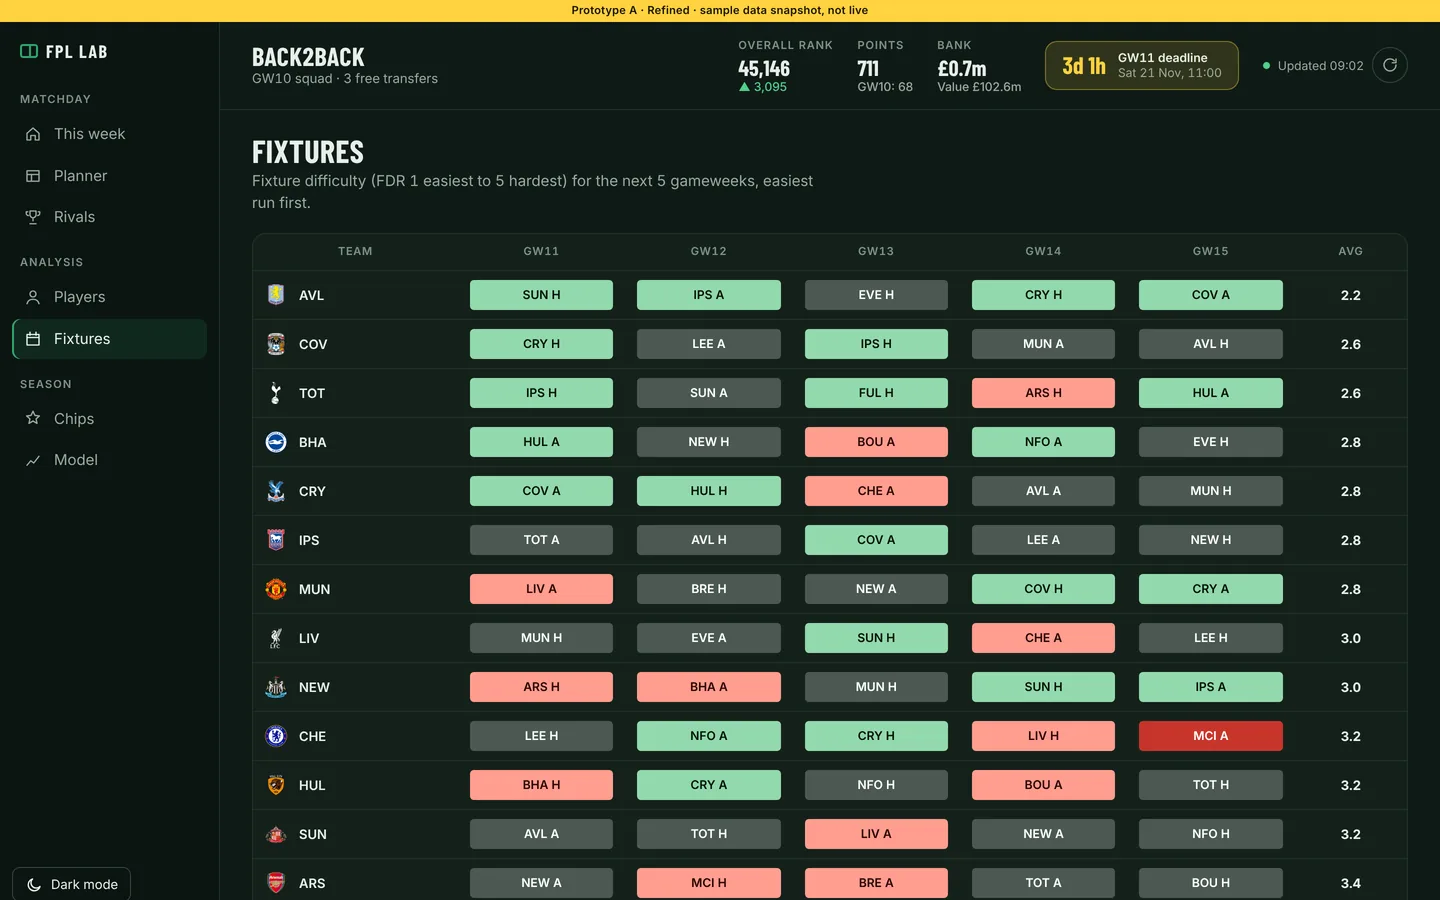 Prototype A · Refined · sample data snapshot, not live
FPL LAB
MATCHDAY
This week
Planner
Rivals
ANALYSIS
Players
Fixtures
SEASON
Chips
Model
Dark mode
BACK2BACK
GW10 squad · 3 free transfers
OVERALL RANK
45,146
▲ 3,095
POINTS
711
GW10: 68
BANK
£0.7m
Value £102.6m
3d 1h
GW11 deadline
Sat 21 Nov, 11:00
Updated 09:02
FIXTURES
Fixture difficulty (FDR 1 easiest to 5 hardest) for the next 5 gameweeks, easiest
run first.
TEAM GW11 GW12 GW13 GW14 GW15 AVG
AVL SUN H IPS A EVE H CRY H COV A 2.2
COV CRY H LEE A IPS H MUN A AVL H 2.6
TOT IPS H SUN A FUL H ARS H HUL A 2.6
BHA HUL A NEW H BOU A NFO A EVE H 2.8
CRY COV A HUL H CHE A AVL A MUN H 2.8
IPS TOT A AVL H COV A LEE A NEW H 2.8
MUN LIV A BRE H NEW A COV H CRY A 2.8
LIV MUN H EVE A SUN H CHE A LEE H 3.0
NEW ARS H BHA A MUN H SUN H IPS A 3.0
CHE LEE H NFO A CRY H LIV H MCI A 3.2
HUL BHA H CRY A NFO H BOU A TOT H 3.2
SUN AVL A TOT H LIV A NEW A NFO H 3.2
ARS NEW A MCI H BRE A TOT A BOU H 3.4